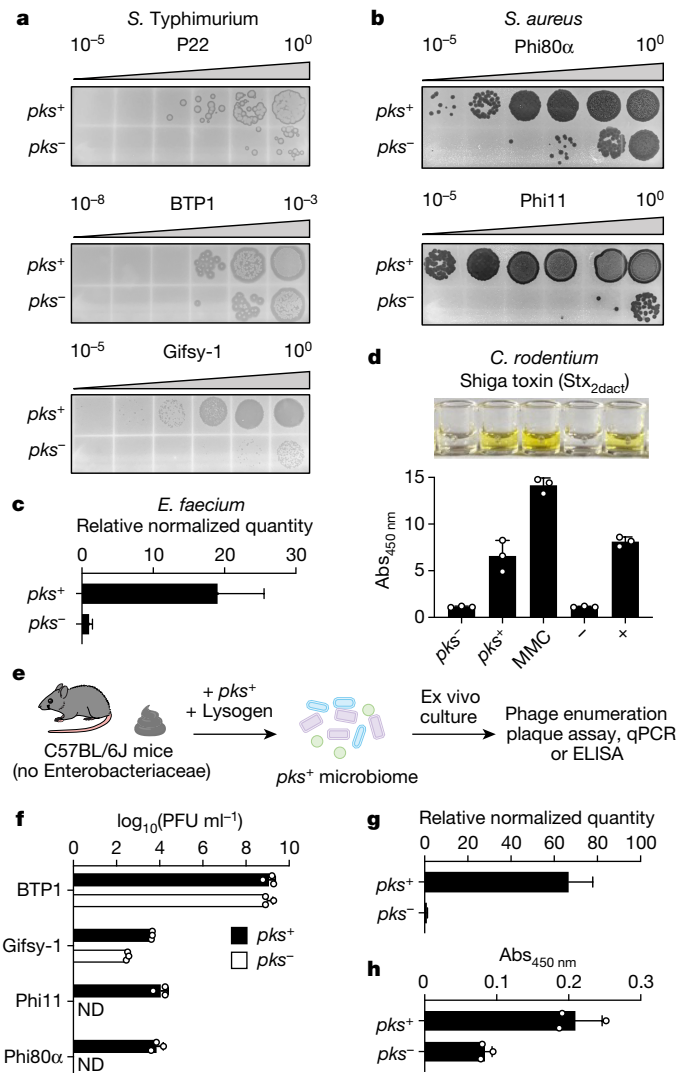 a
S. Typhimurium
10⁻⁵ P22 10⁰
pks⁺
pks⁻
10⁻⁸ BTP1 10⁻³
pks⁺
pks⁻
10⁻⁵ Gifsy-1 10⁰
pks⁺
pks⁻
b
S. aureus
10⁻⁵ Phi80α 10⁰
pks⁺
pks⁻
10⁻⁵ Phi11 10⁰
pks⁺
pks⁻
c
E. faecium
Relative normalized quantity
0 10 20 30
pks⁺
pks⁻
d
C. rodentium
Shiga toxin (Stx₂dact)
15
10
5
0
Abs₄₅₀ nm
pks⁻ pks⁺ MMC − +
e
C57BL/6J mice
(no Enterobacteriaceae)
+ pks⁺
+ Lysogen
pks⁺ microbiome
Ex vivo
culture
Phage enumeration
plaque assay, qPCR
or ELISA
f
log₁₀(PFU ml⁻¹)
0 2 4 6 8 10
BTP1
Gifsy-1
Phi11
ND
Phi80α
ND
pks⁺
pks⁻
g
Relative normalized quantity
0 20 40 60 80 100
pks⁺
pks⁻
h
Abs₄₅₀ nm
0 0.1 0.2 0.3
pks⁺
pks⁻